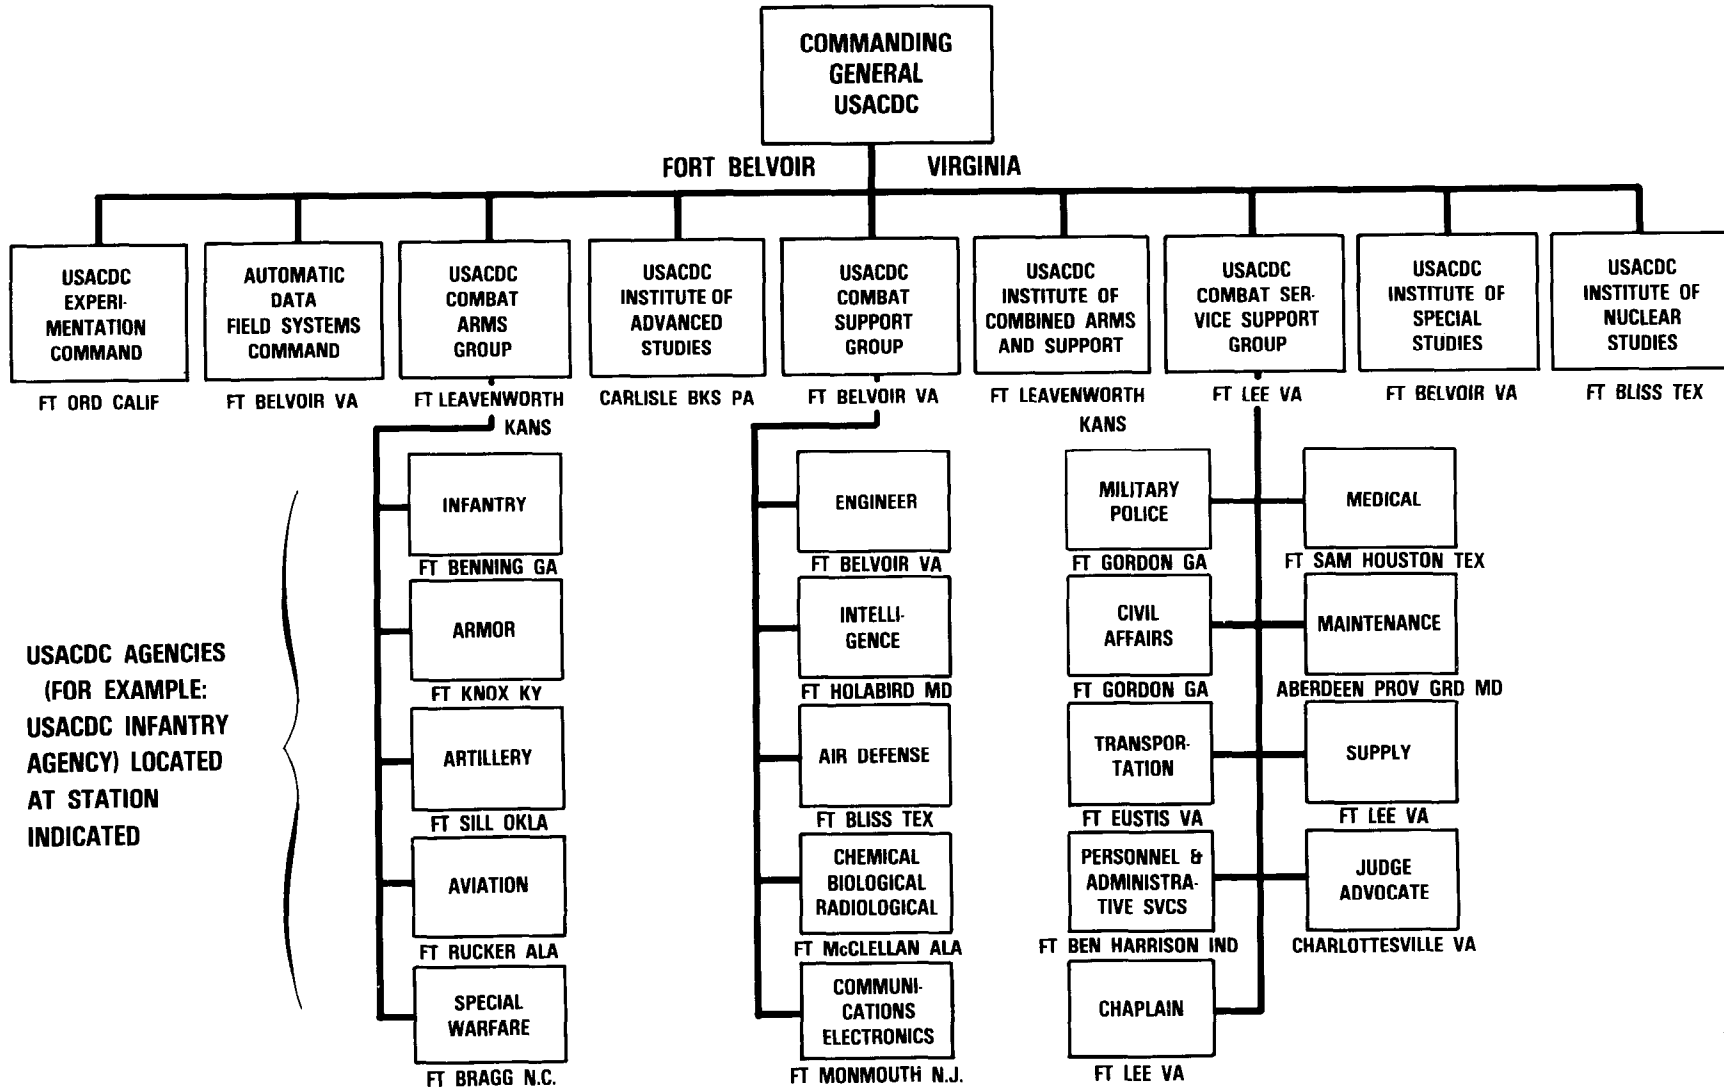 COMMANDING
GENERAL
USACDC
FORT BELVOIR VIRGINIA
USACDC
EXPERI-
MENTATION
COMMAND
FT ORD CALIF
AUTOMATIC
DATA
FIELD SYSTEMS
COMMAND
FT BELVOIR VA
USACDC
COMBAT
ARMS
GROUP
FT LEAVENWORTH
KANS
USACDC
INSTITUTE OF
ADVANCED
STUDIES
CARLISLE BKS PA
USACDC
COMBAT
SUPPORT
GROUP
FT BELVOIR VA
USACDC
INSTITUTE OF
COMBINED ARMS
AND SUPPORT
FT LEAVENWORTH
KANS
USACDC
COMBAT SER-
VICE SUPPORT
GROUP
FT LEE VA
USACDC
INSTITUTE OF
SPECIAL
STUDIES
FT BELVOIR VA
USACDC
INSTITUTE OF
NUCLEAR
STUDIES
FT BLISS TEX
USACDC AGENCIES
(FOR EXAMPLE:
USACDC INFANTRY
AGENCY) LOCATED
AT STATION
INDICATED
INFANTRY
FT BENNING GA
ARMOR
FT KNOX KY
ARTILLERY
FT SILL OKLA
AVIATION
FT RUCKER ALA
SPECIAL
WARFARE
FT BRAGG N.C.
ENGINEER
FT BELVOIR VA
INTELLI-
GENCE
FT HOLABIRD MD
AIR DEFENSE
FT BLISS TEX
CHEMICAL
BIOLOGICAL
RADIOLOGICAL
FT McCLELLAN ALA
COMMUNI-
CATIONS
ELECTRONICS
FT MONMOUTH N.J.
MILITARY
POLICE
FT GORDON GA
CIVIL
AFFAIRS
FT GORDON GA
TRANSPOR-
TATION
FT EUSTIS VA
PERSONNEL &
ADMINISTRA-
TIVE SVCS
FT BEN HARRISON IND
CHAPLAIN
FT LEE VA
MEDICAL
FT SAM HOUSTON TEX
MAINTENANCE
ABERDEEN PROV GRD MD
SUPPLY
FT LEE VA
JUDGE
ADVOCATE
CHARLOTTESVILLE VA